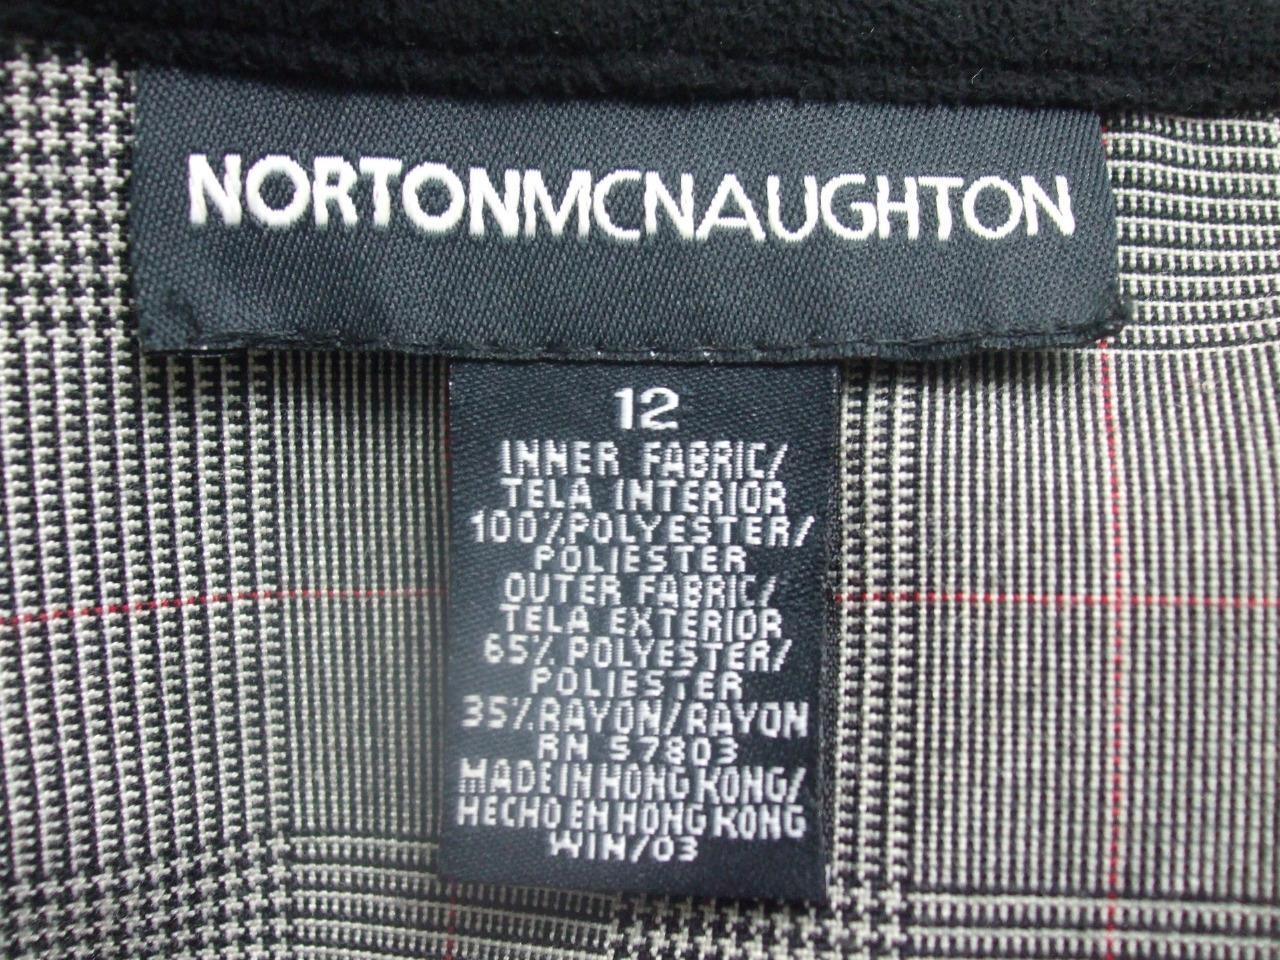 NORTONMCNAUGHTON
12
INNER FABRIC/
TELA INTERIOR
100%POLYESTER/
POLIESTER
OUTER FABRIC/
TELA EXTERIOR
65% POLYESTER/
POLIESTER
35%RAYON/RAYON
RN 57803
MADE IN HONG KONG/
HECHO EN HONG KONG
WIN/03